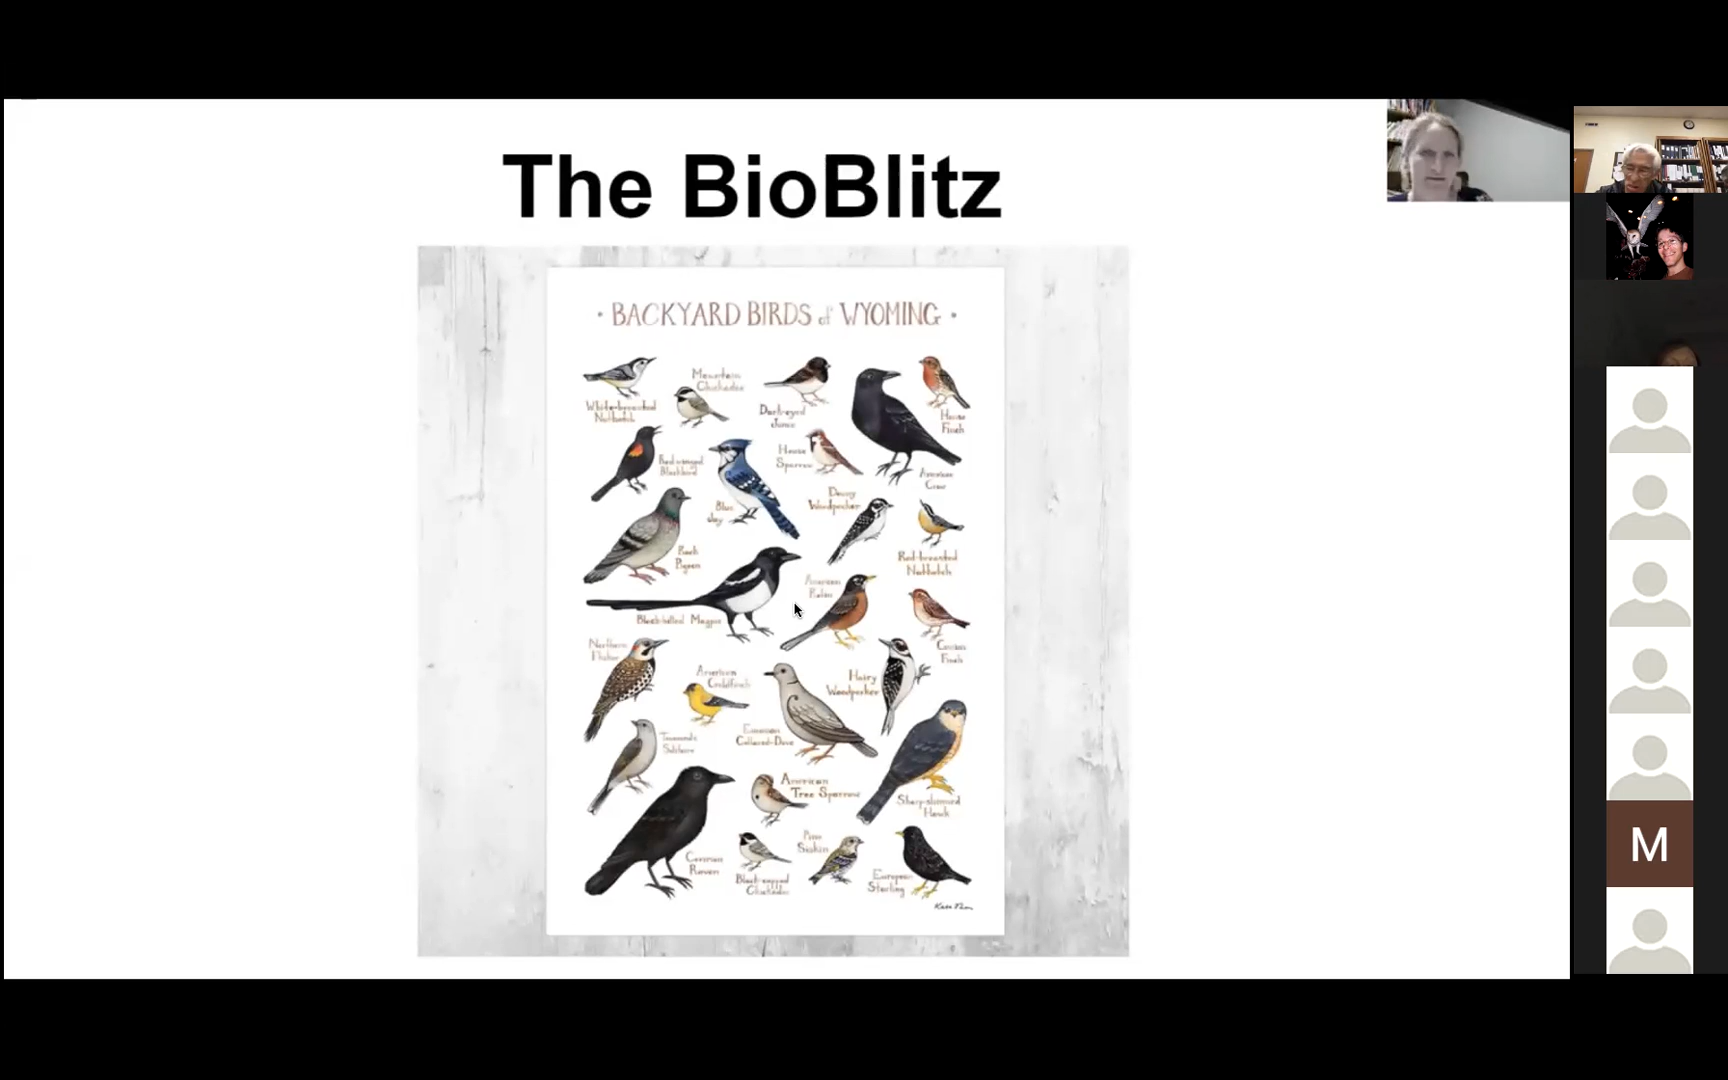 The BioBlitz
• BACKYARD BIRDS of WYOMING •
White-breasted
Nuthatch
Mountain
Chickadee
Dark-eyed
Junco
House
Finch
Red-winged
Blackbird
House
Sparrow
American
Crow
Blue
Jay
Downy
Woodpecker
Rock
Pigeon
Red-breasted
Nuthatch
American
Robin
Black-billed Magpie
Northern
Flicker
Cassin
Finch
American
Goldfinch
Hairy
Woodpecker
Townsend's
Solitaire
Eurasian
Collared-Dove
American
Tree Sparrow
Sharp-shinned
Hawk
Common
Raven
Black-capped
Chickadee
Pine
Siskin
European
Starling
M